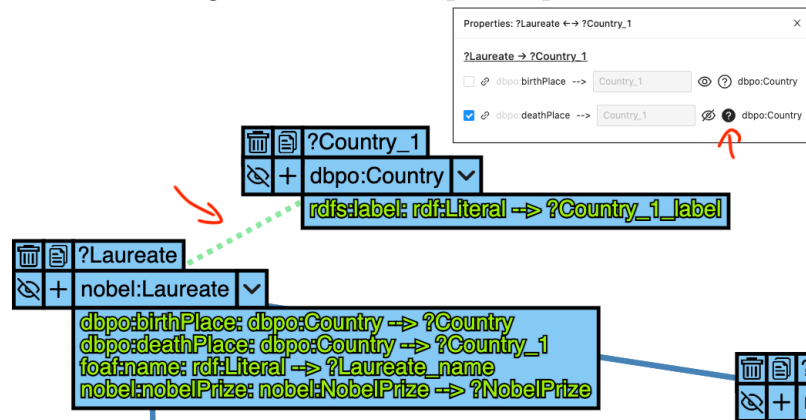 Properties: ?Laureate <--> ?Country_1
?Laureate → ?Country_1
dbpo:birthPlace --> Country_1 dbpo:Country
dbpo:deathPlace --> Country_1 dbpo:Country
?Country_1
dbpo:Country
rdfs:label: rdf:Literal --> ?Country_1_label
?Laureate
nobel:Laureate
dbpo:birthPlace: dbpo:Country --> ?Country
dbpo:deathPlace: dbpo:Country --> ?Country_1
foaf:name: rdf:Literal --> ?Laureate_name
nobel:nobelPrize: nobel:NobelPrize --> ?NobelPrize